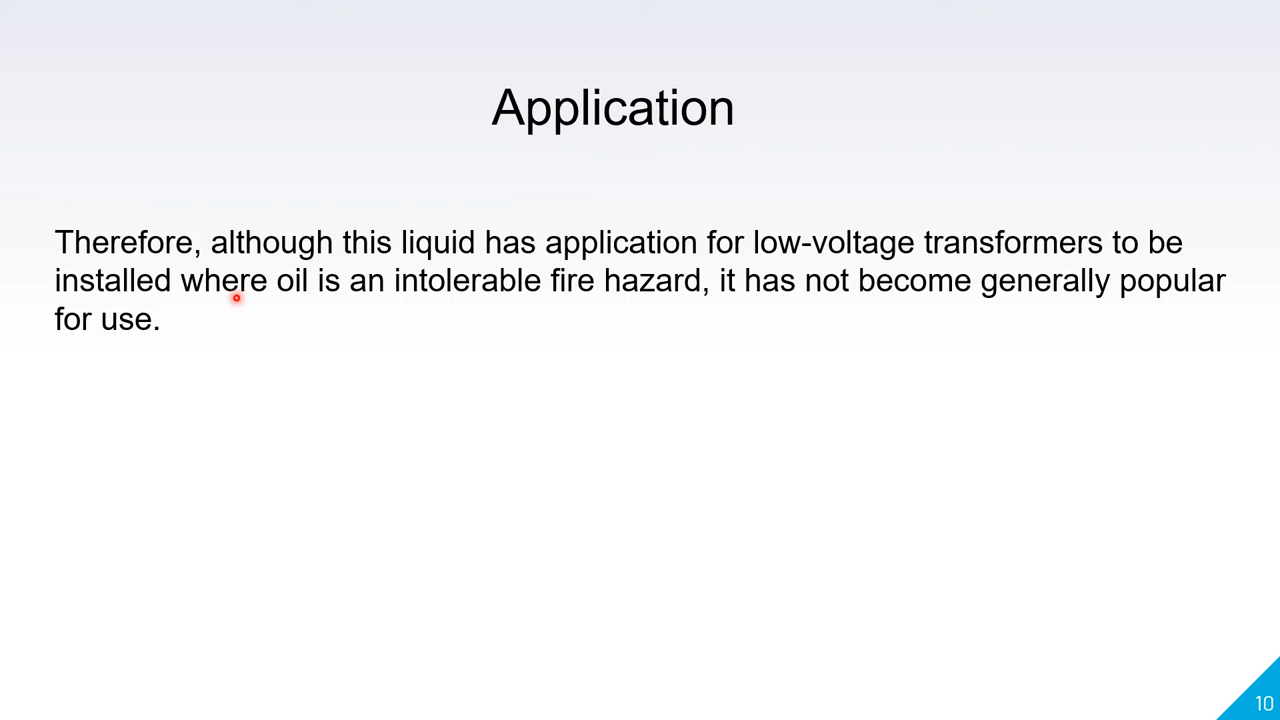 Application
Therefore, although this liquid has application for low-voltage transformers to be
installed where oil is an intolerable fire hazard, it has not become generally popular
for use.
10